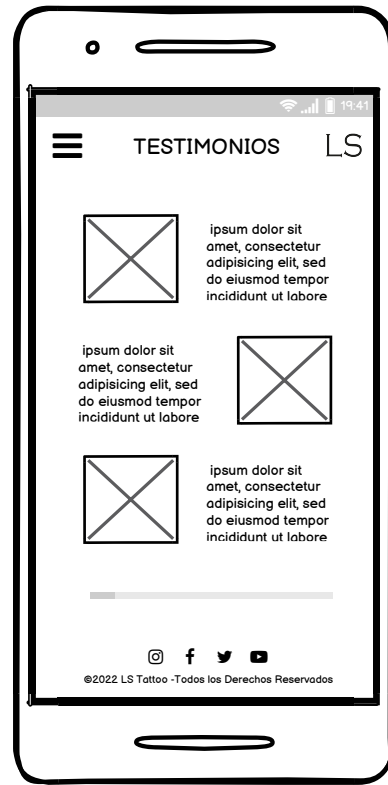 19:41
TESTIMONIOS LS
ipsum dolor sit
amet, consectetur
adipisicing elit, sed
do eiusmod tempor
incididunt ut labore
ipsum dolor sit
amet, consectetur
adipisicing elit, sed
do eiusmod tempor
incididunt ut labore
ipsum dolor sit
amet, consectetur
adipisicing elit, sed
do eiusmod tempor
incididunt ut labore
©2022 LS Tattoo -Todos los Derechos Reservados